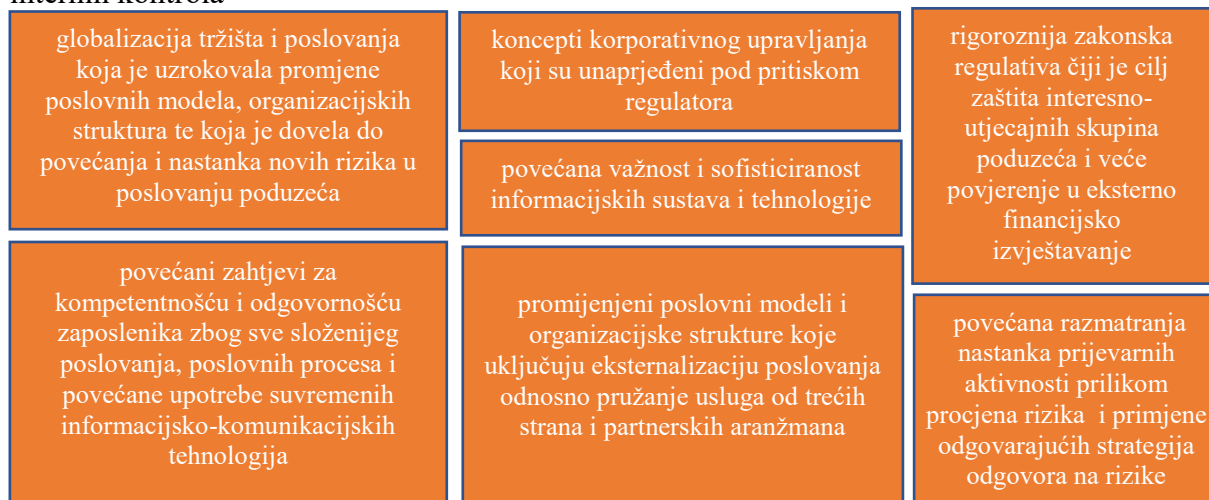 internih kontrola
globalizacija tržišta i poslovanja
koja je uzrokovala promjene
poslovnih modela, organizacijskih
struktura te koja je dovela do
povećanja i nastanka novih rizika u
poslovanju poduzeća
koncepti korporativnog upravljanja
koji su unaprjeđeni pod pritiskom
regulatora
povećana važnost i sofisticiranost
informacijskih sustava i tehnologije
rigoroznija zakonska
regulativa čiji je cilj
zaštita interesno-
utjecajnih skupina
poduzeća i veće
povjerenje u eksterno
financijsko
izvještavanje
povećani zahtjevi za
kompetentnošću i odgovornošću
zaposlenika zbog sve složenijeg
poslovanja, poslovnih procesa i
povećane upotrebe suvremenih
informacijsko-komunikacijskih
tehnologija
promijenjeni poslovni modeli i
organizacijske strukture koje
uključuju eksternalizaciju poslovanja
odnosno pružanje usluga od trećih
strana i partnerskih aranžmana
povećana razmatranja
nastanka prijevarnih
aktivnosti prilikom
procjena rizika i primjene
odgovarajućih strategija
odgovora na rizike